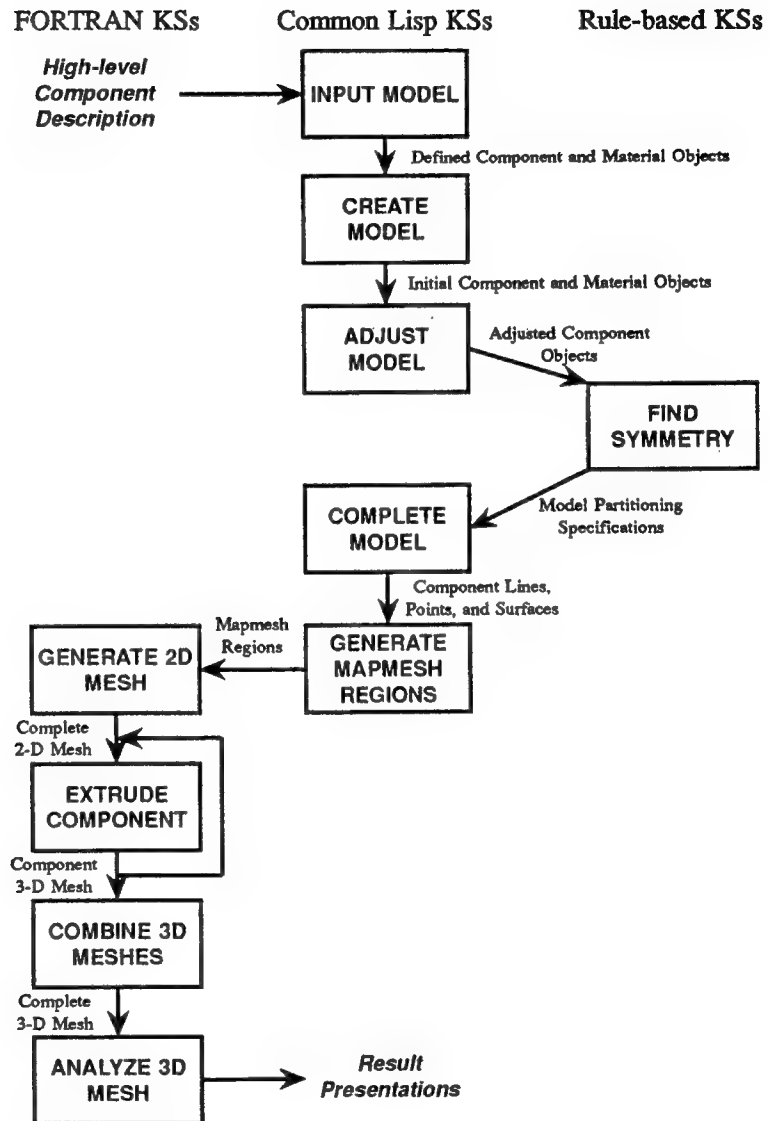 FORTRAN KSs
Common Lisp KSs
Rule-based KSs
High-level
Component
Description
INPUT MODEL
Defined Component and Material Objects
CREATE
MODEL
Initial Component and Material Objects
ADJUST
MODEL
Adjusted Component
Objects
FIND
SYMMETRY
Model Partitioning
Specifications
COMPLETE
MODEL
Component Lines,
Points, and Surfaces
GENERATE
MAPMESH
REGIONS
Mapmesh
Regions
GENERATE 2D
MESH
Complete
2-D Mesh
EXTRUDE
COMPONENT
Component
3-D Mesh
COMBINE 3D
MESHES
Complete
3-D Mesh
ANALYZE 3D
MESH
Result
Presentations